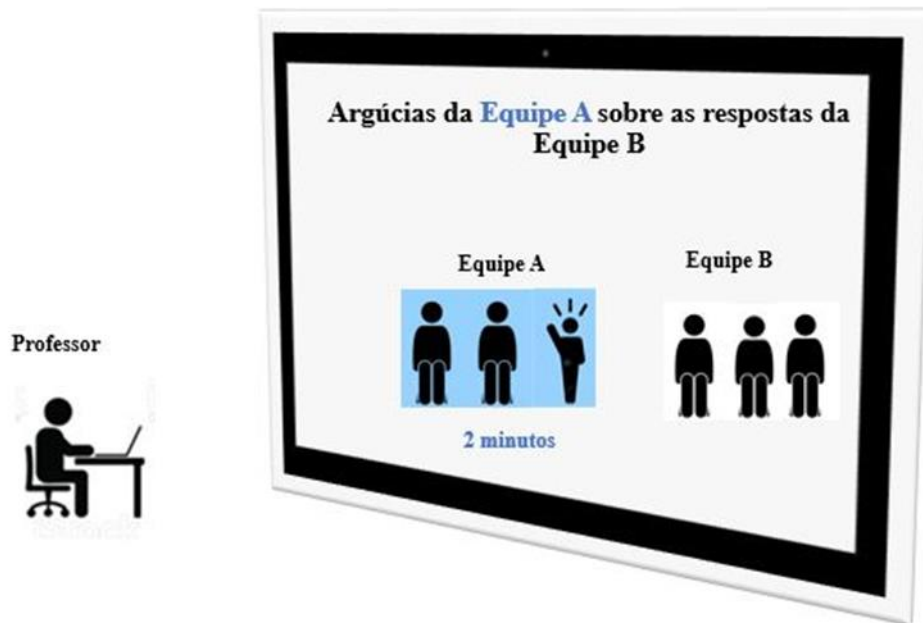 Argúcias da Equipe A sobre as respostas da
Equipe B
Equipe A
Equipe B
Professor
2 minutos